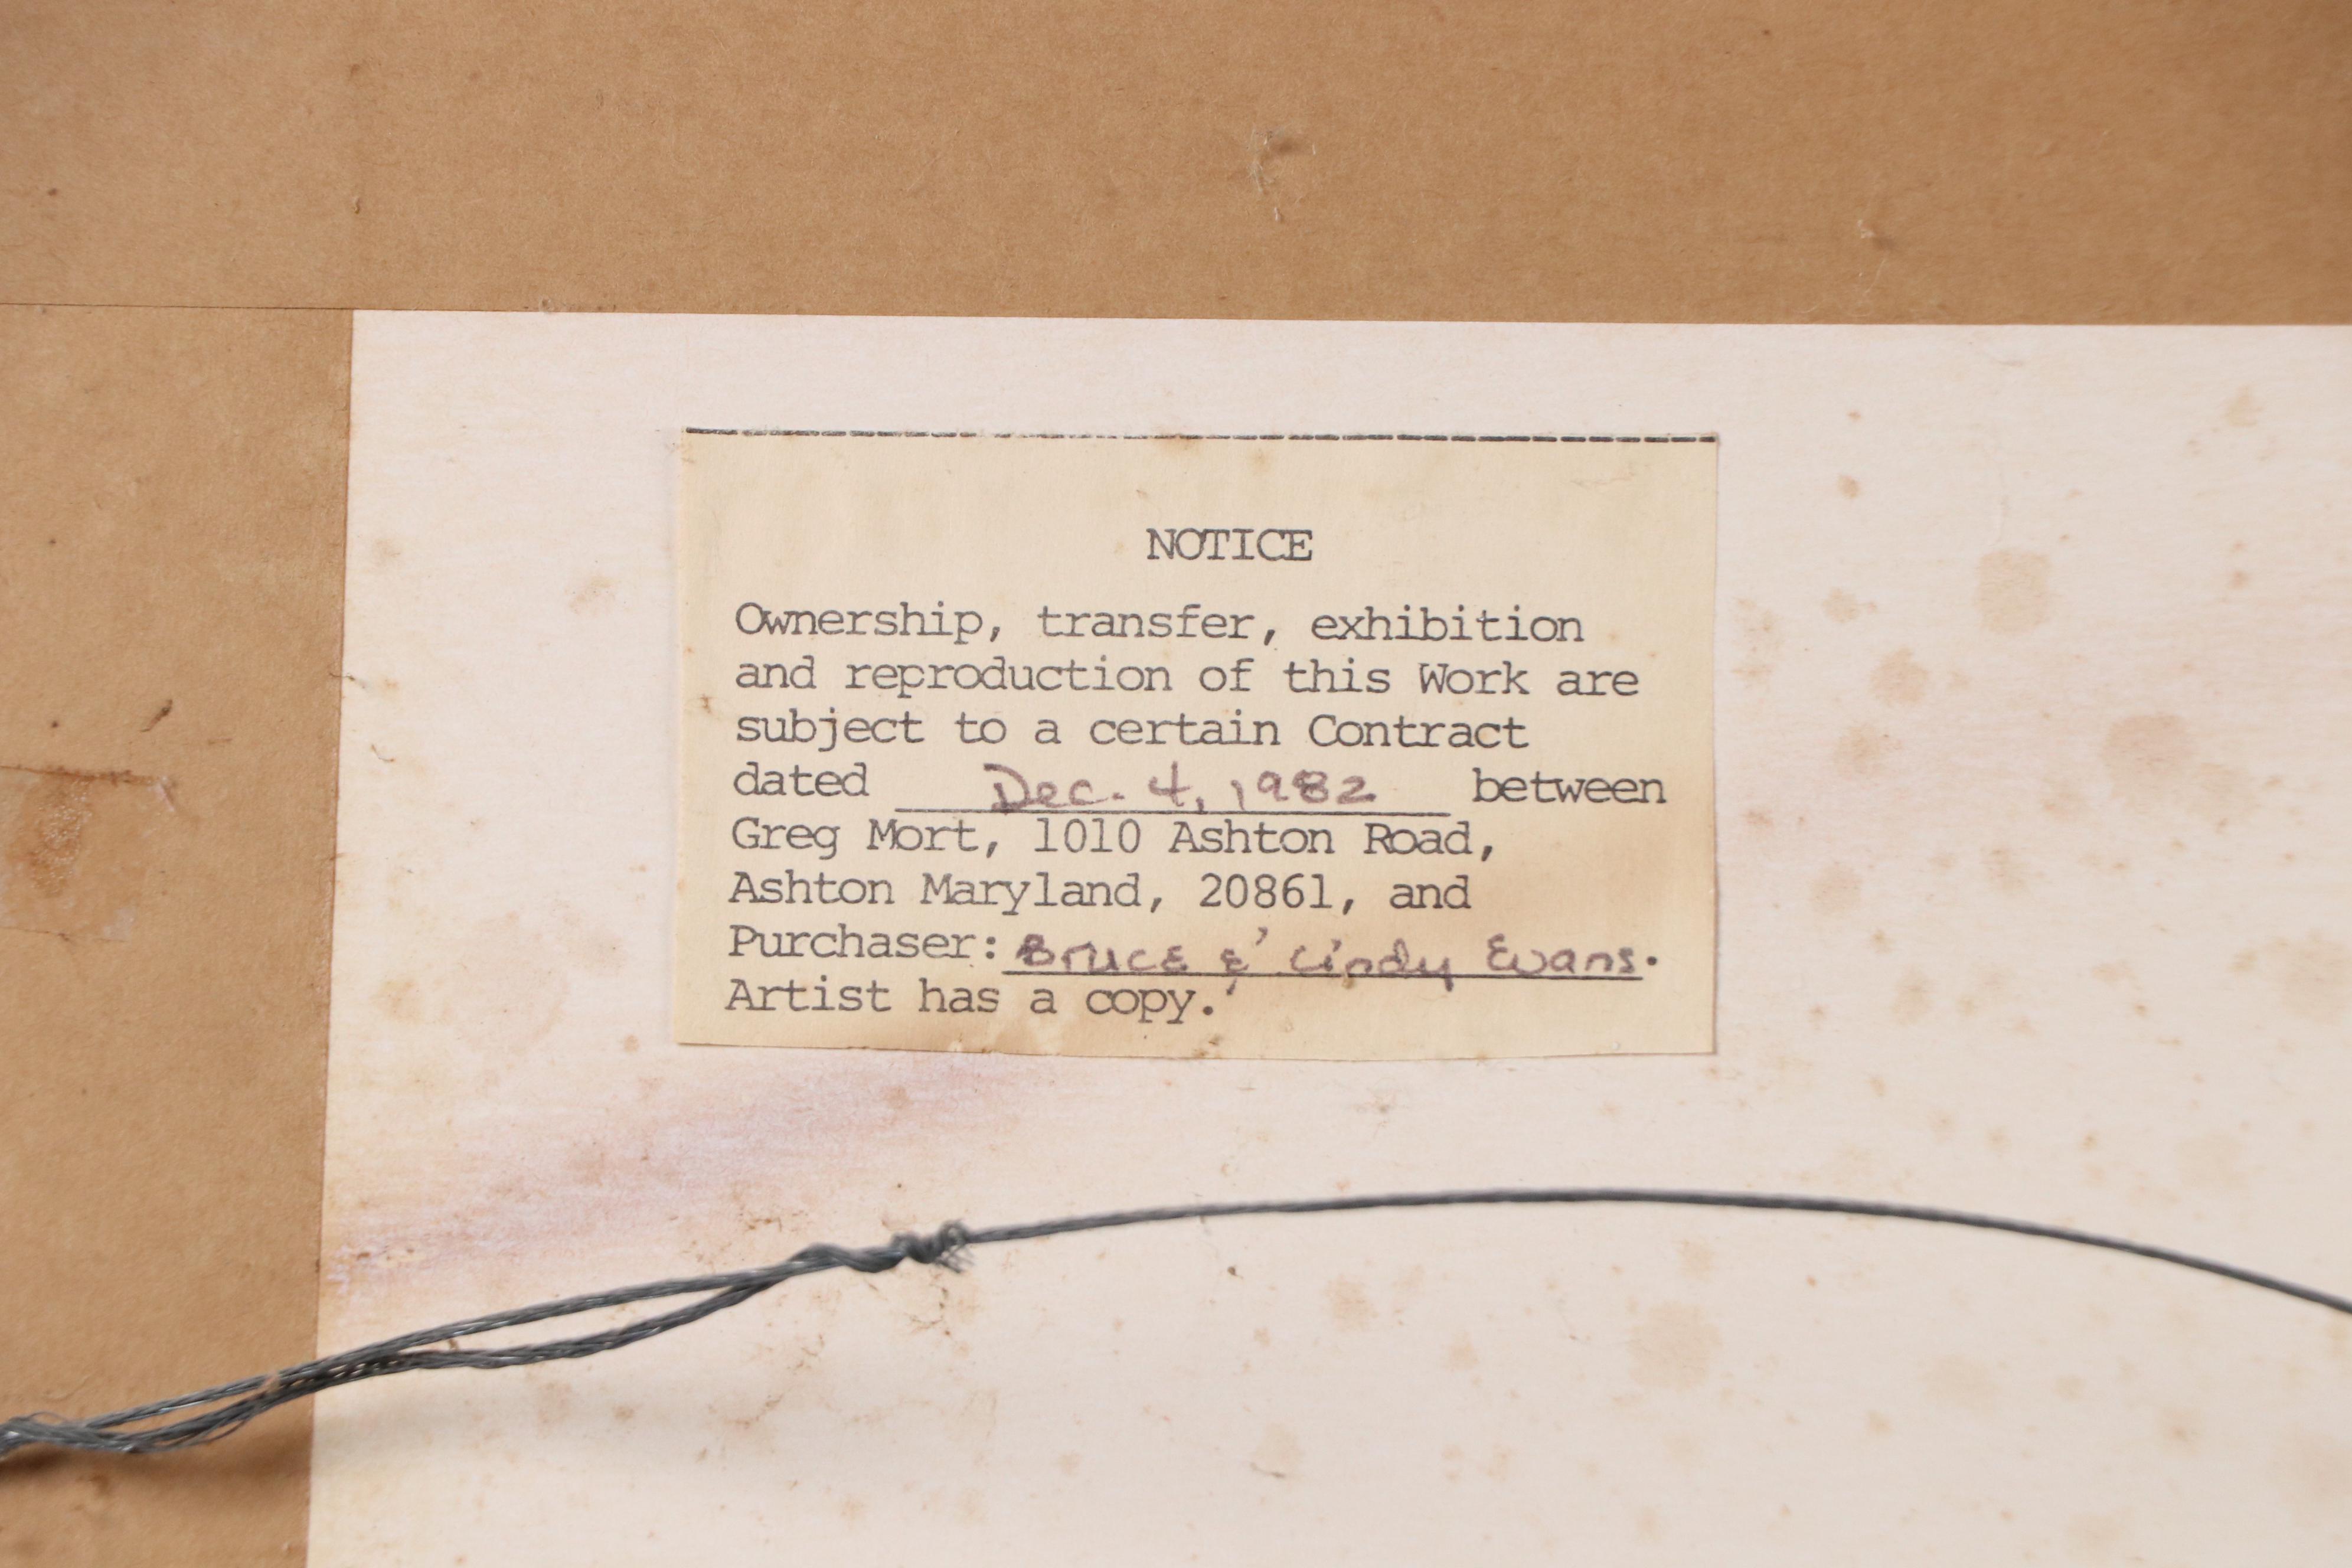 NOTICE
Ownership, transfer, exhibition
and reproduction of this Work are
subject to a certain Contract
dated Dec. 4, 1982 between
Greg Mort, 1010 Ashton Road,
Ashton Maryland, 20861, and
Purchaser: Bruce & Cindy Evans.
Artist has a copy.